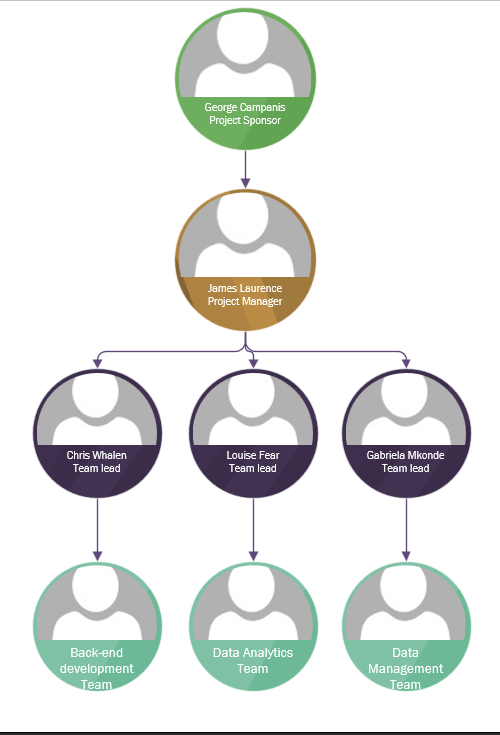 George Campanis
Project Sponsor
James Laurence
Project Manager
Chris Whalen
Team lead
Louise Fear
Team lead
Gabriela Mkonde
Team lead
Back-end
development
Team
Data Analytics
Team
Data
Management
Team